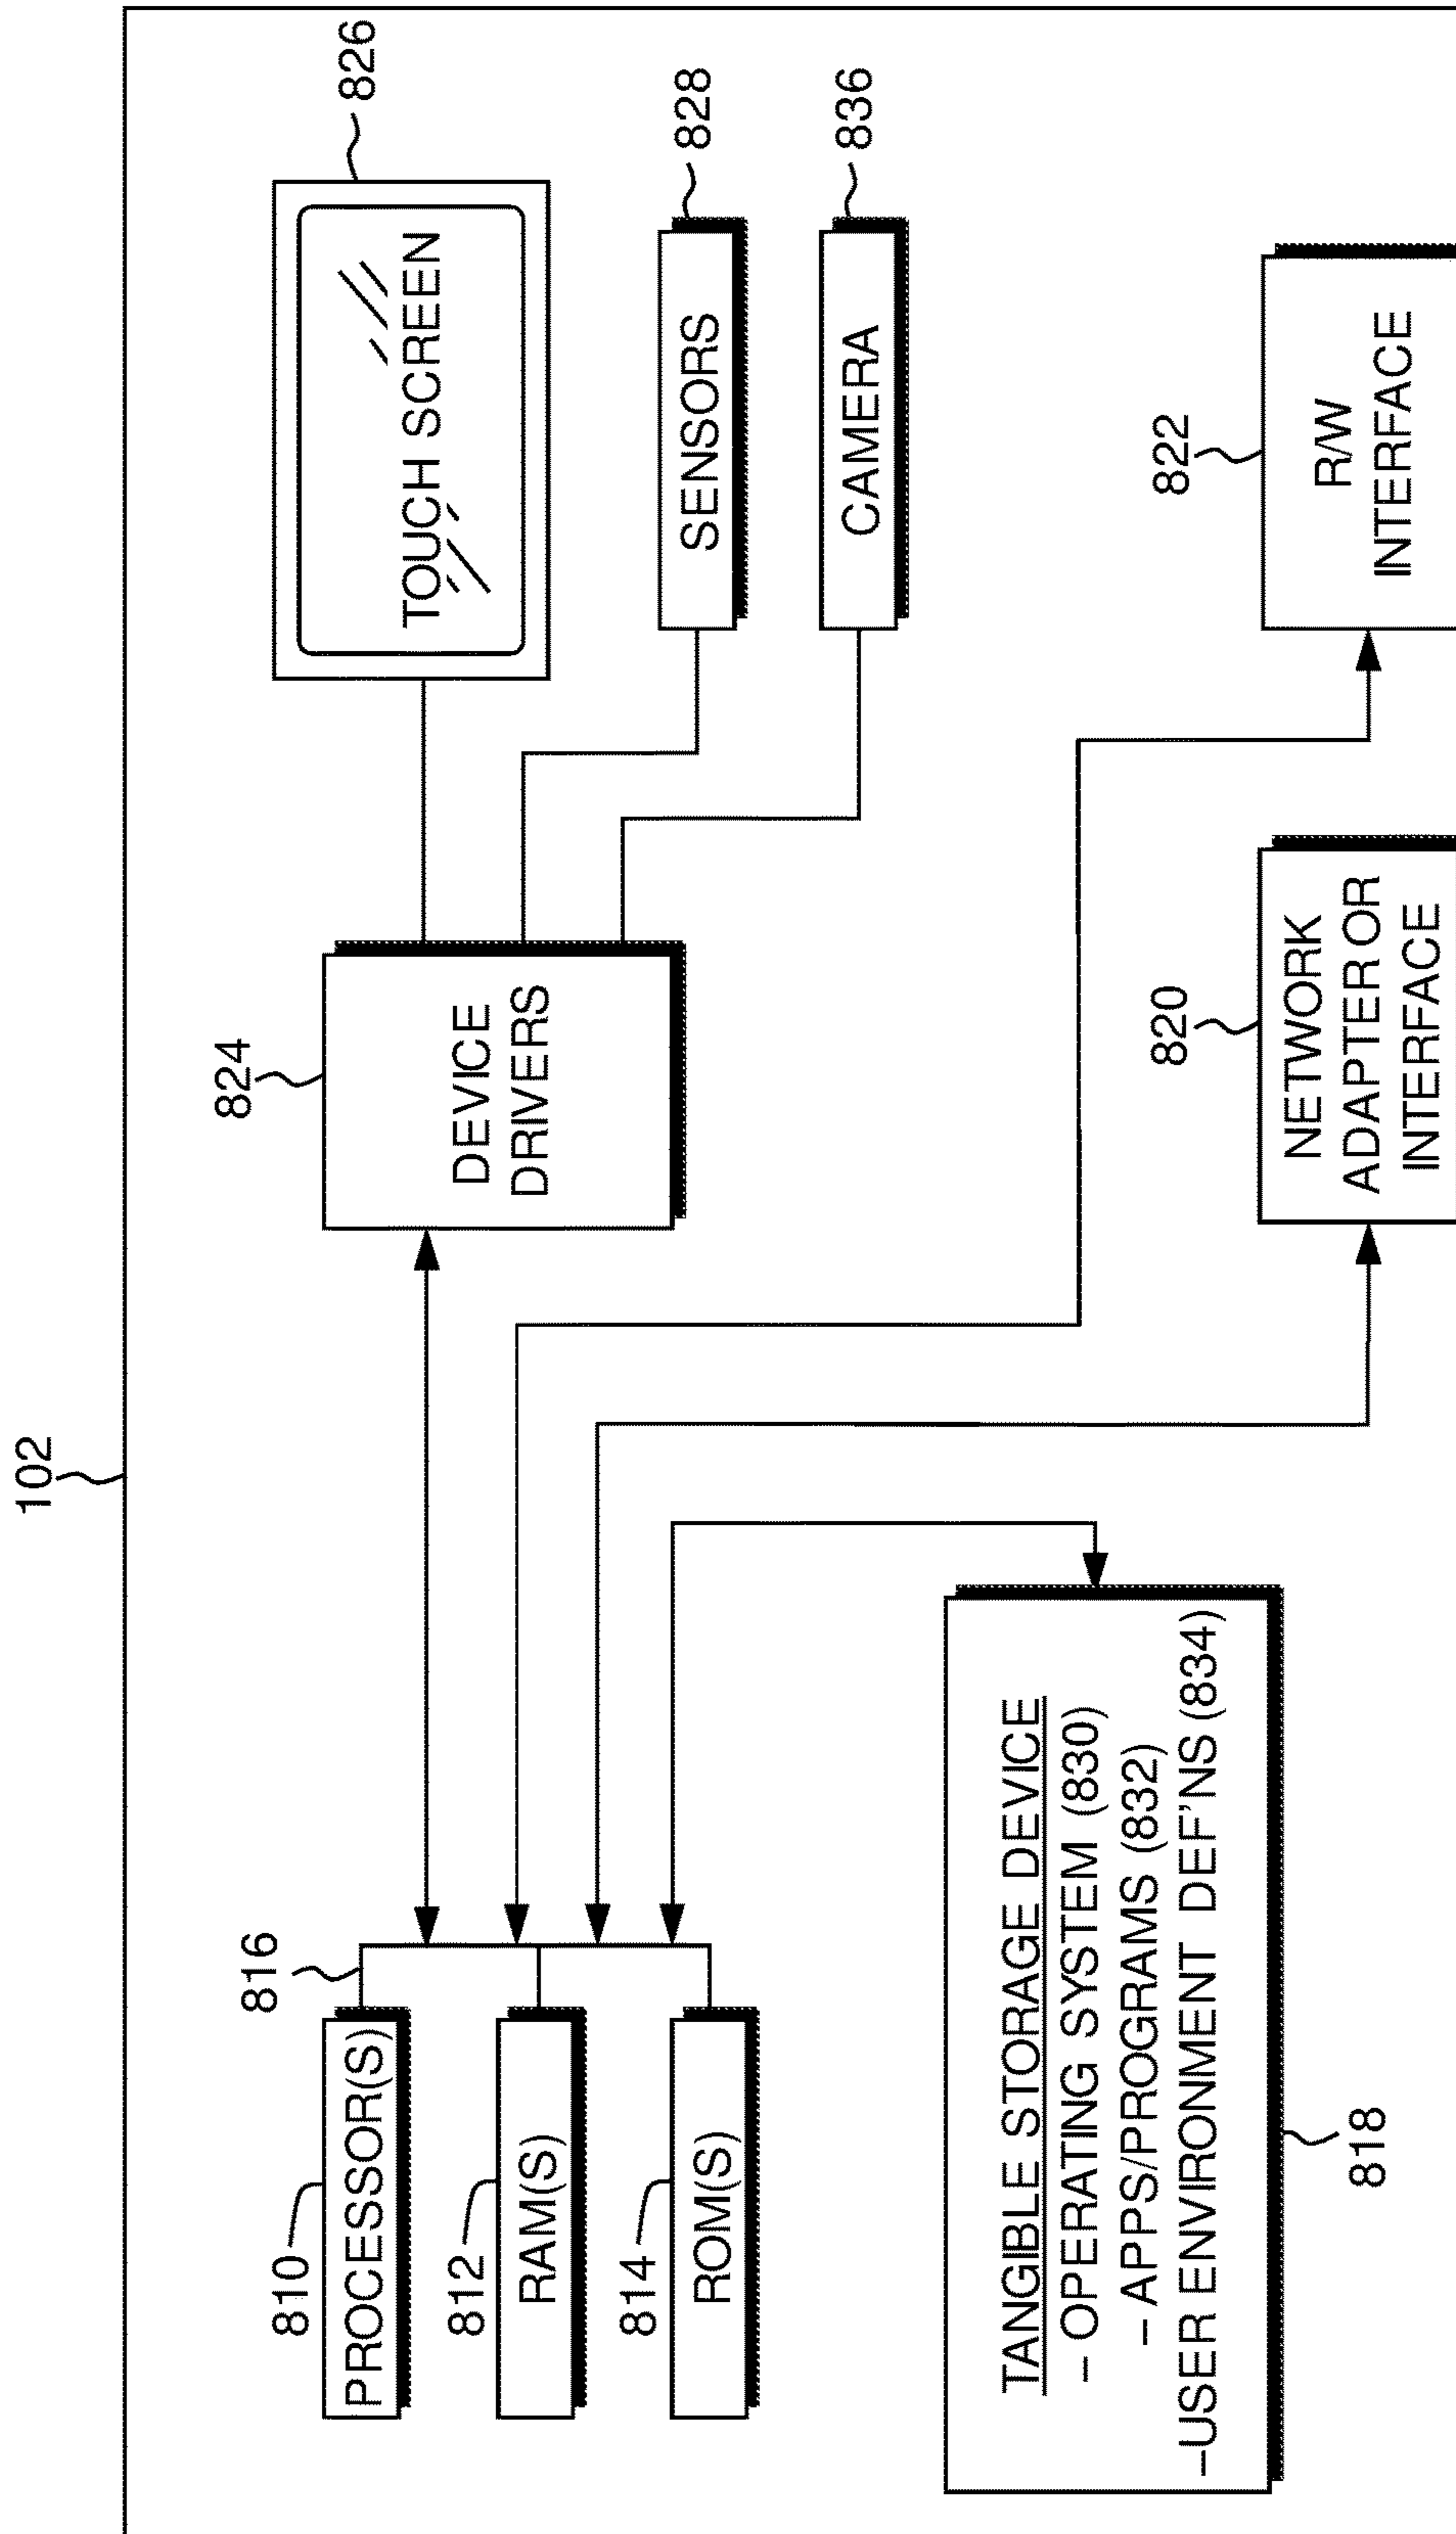 102
816
810
PROCESSOR(S)
812
RAM(S)
814
ROM(S)
824
DEVICE
DRIVERS
826
TOUCH SCREEN
828
SENSORS
836
CAMERA
TANGIBLE STORAGE DEVICE
– OPERATING SYSTEM (830)
– APPS/PROGRAMS (832)
–USER ENVIRONMENT DEF'NS (834)
818
820
NETWORK
ADAPTER OR
INTERFACE
822
R/W
INTERFACE